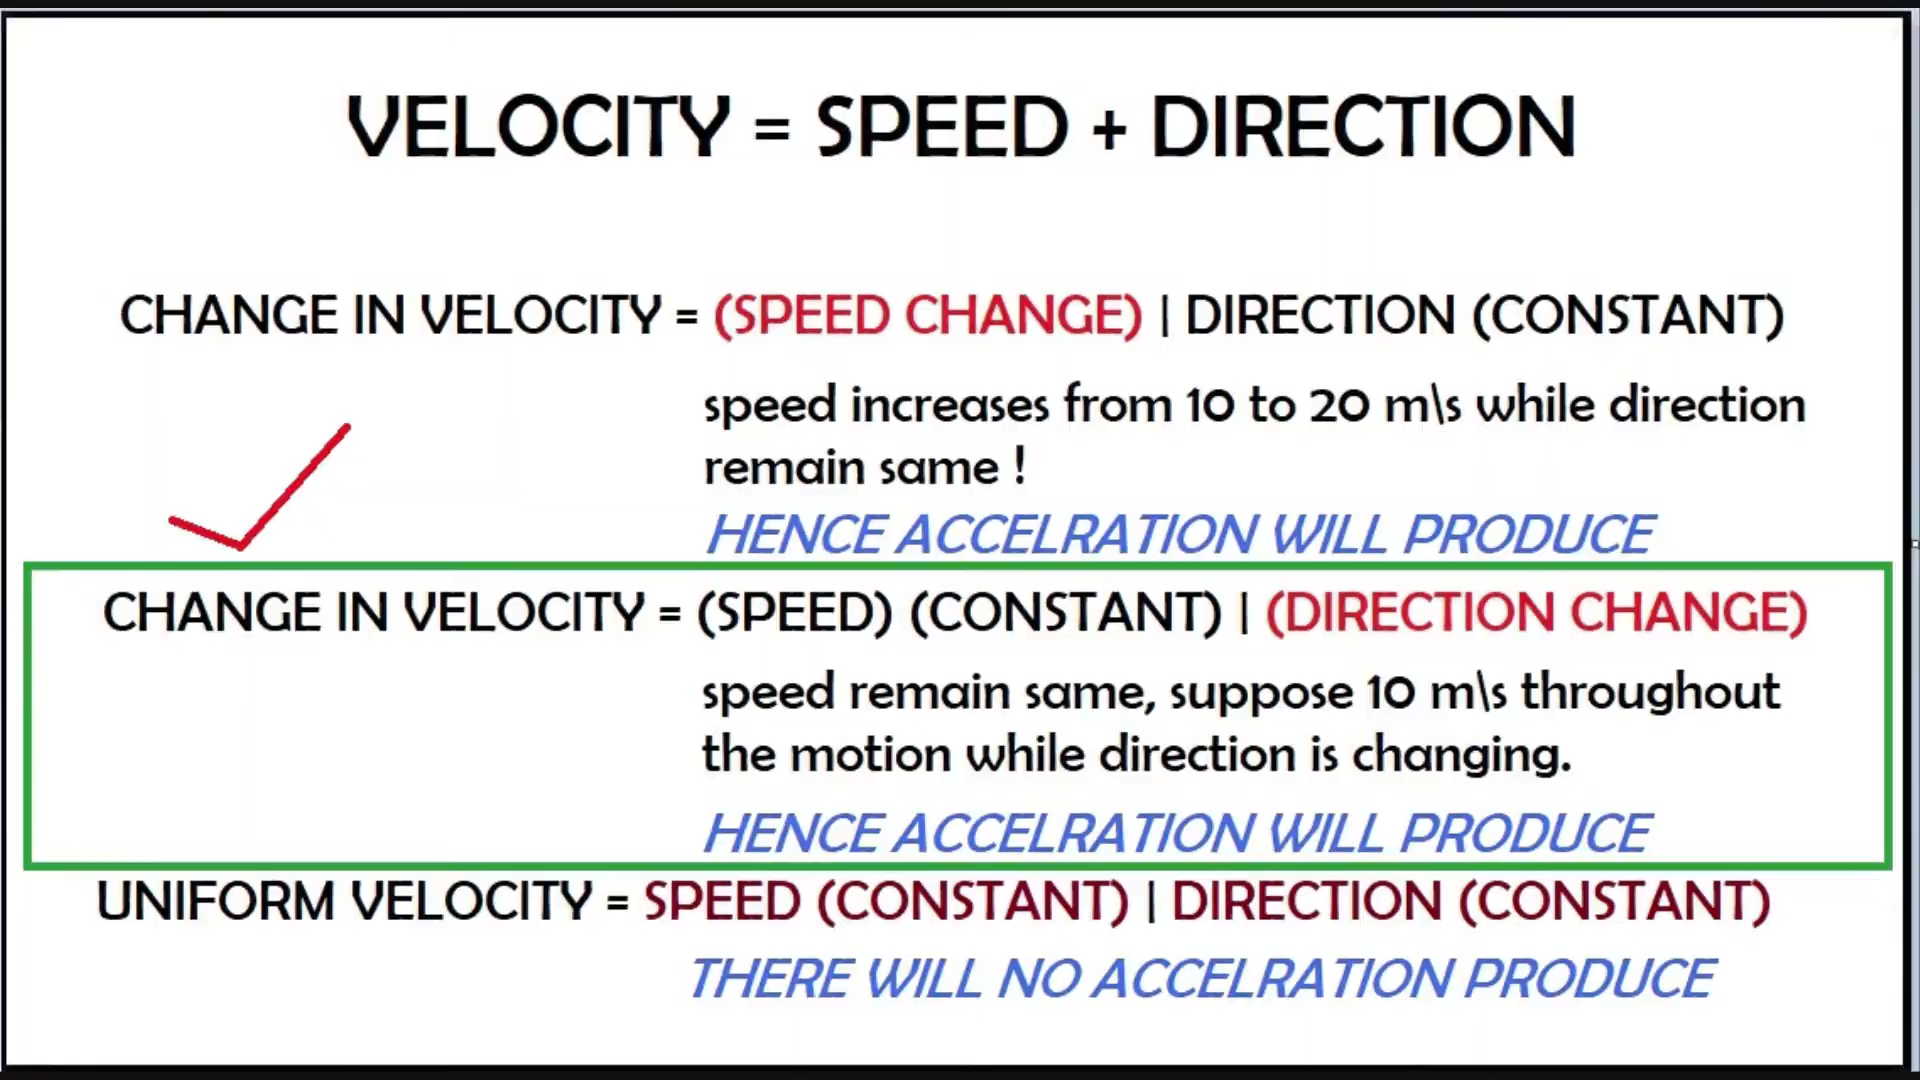 VELOCITY = SPEED + DIRECTION
CHANGE IN VELOCITY = (SPEED CHANGE) | DIRECTION (CONSTANT)
speed increases from 10 to 20 m\s while direction
remain same !
HENCE ACCELRATION WILL PRODUCE
CHANGE IN VELOCITY = (SPEED) (CONSTANT) | (DIRECTION CHANGE)
speed remain same, suppose 10 m\s throughout
the motion while direction is changing.
HENCE ACCELRATION WILL PRODUCE
UNIFORM VELOCITY = SPEED (CONSTANT) | DIRECTION (CONSTANT)
THERE WILL NO ACCELRATION PRODUCE